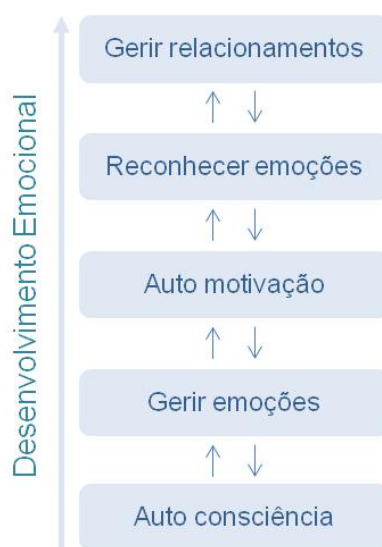 Desenvolvimento Emocional
Gerir relacionamentos
Reconhecer emoções
Auto motivação
Gerir emoções
Auto consciência